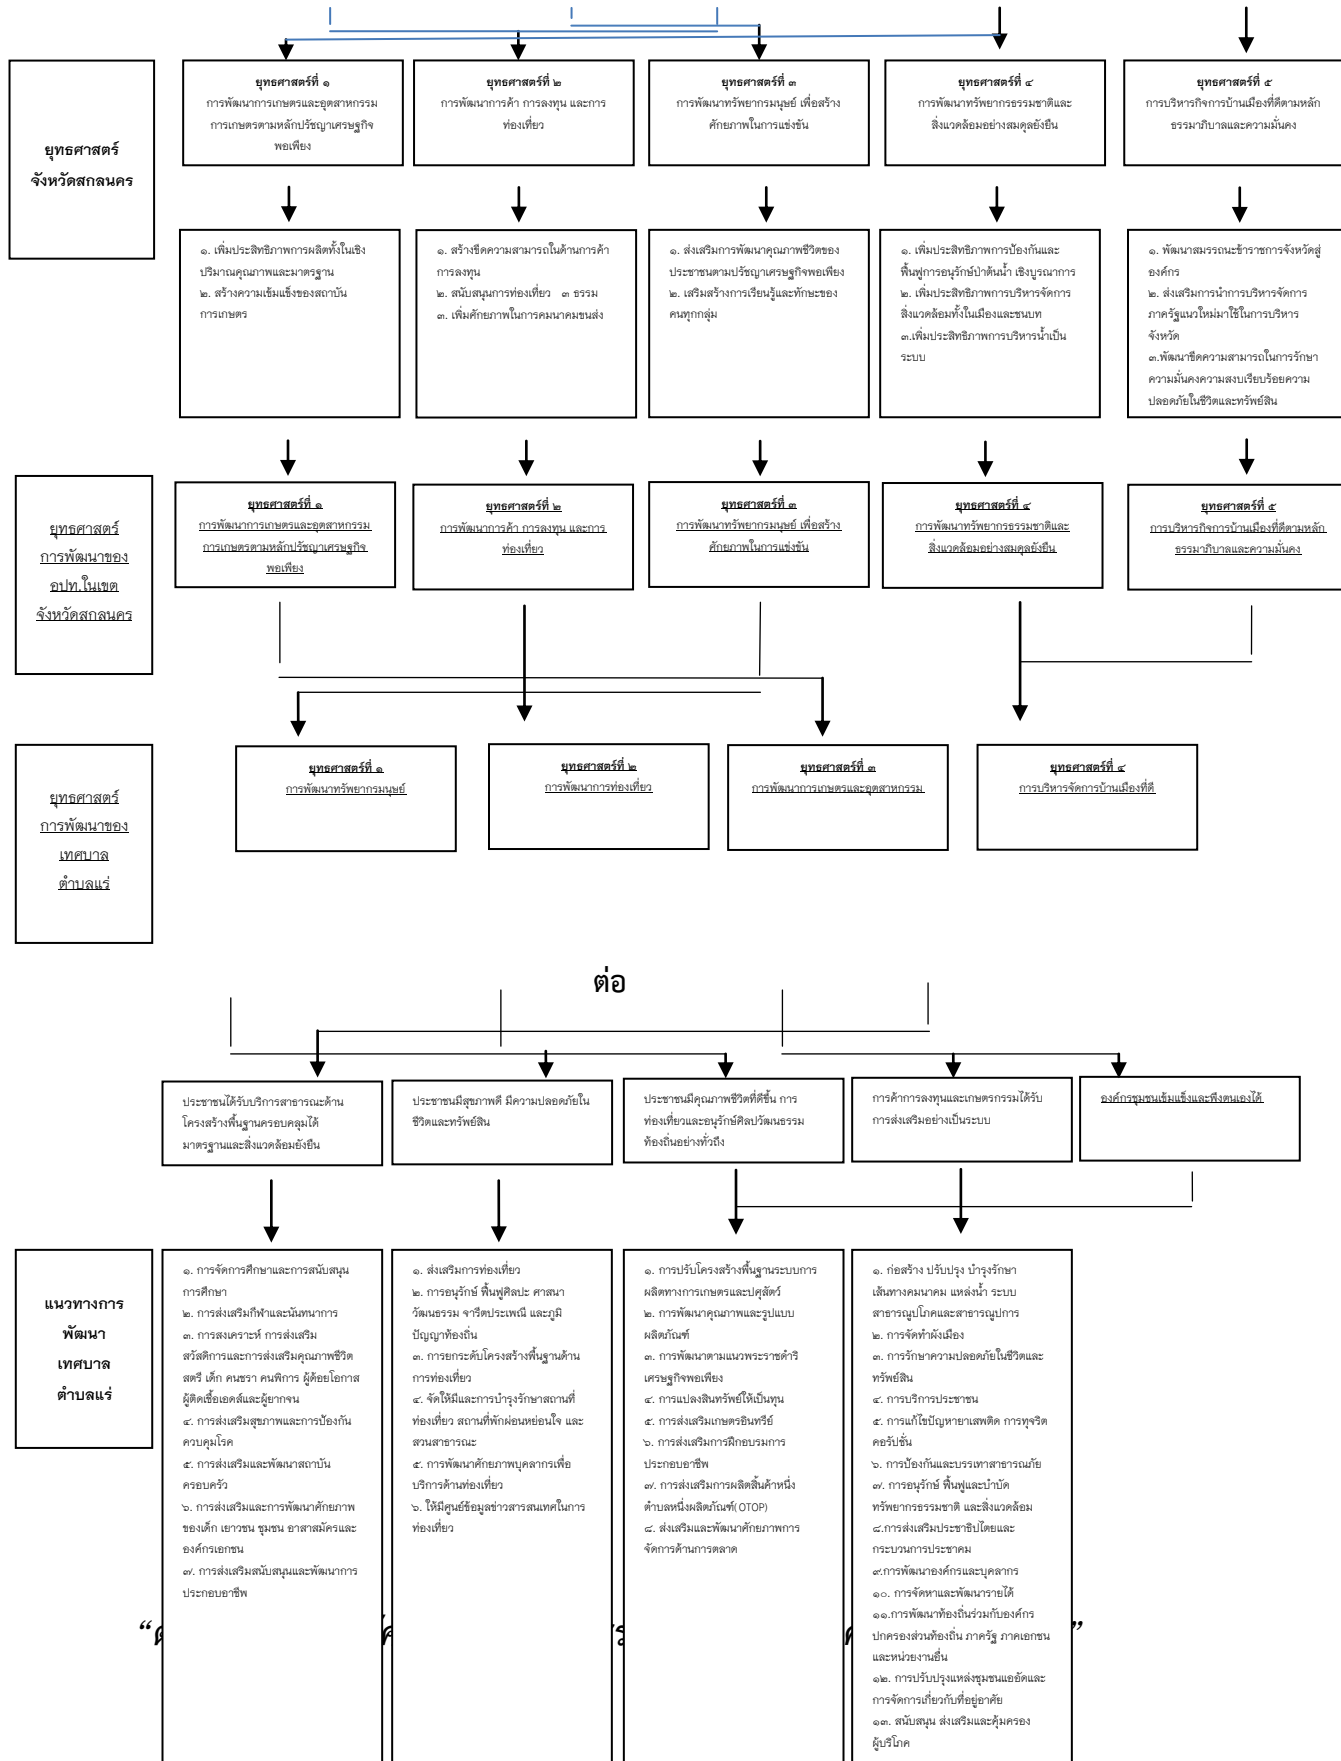 ยุทธศาสตร์
จังหวัดสกลนคร
ยุทธศาสตร์ที่ ๑
การพัฒนาการเกษตรและอุตสาหกรรม
การเกษตรตามหลักปรัชญาเศรษฐกิจ
พอเพียง
ยุทธศาสตร์ที่ ๒
การพัฒนาการค้า การลงทุน และการ
ท่องเที่ยว
ยุทธศาสตร์ที่ ๓
การพัฒนาทรัพยากรมนุษย์ เพื่อสร้าง
ศักยภาพในการแข่งขัน
ยุทธศาสตร์ที่ ๔
การพัฒนาทรัพยากรธรรมชาติและ
สิ่งแวดล้อมอย่างสมดุลยั่งยืน
ยุทธศาสตร์ที่ ๕
การบริหารกิจการบ้านเมืองที่ดีตามหลัก
ธรรมาภิบาลและความมั่นคง
๑. เพิ่มประสิทธิภาพการผลิตทั้งในเชิง
ปริมาณคุณภาพและมาตรฐาน
๒. สร้างความเข้มแข็งของสถาบัน
การเกษตร
๑. สร้างขีดความสามารถในด้านการค้า
การลงทุน
๒. สนับสนุนการท่องเที่ยว ๓ ธรรม
๓. เพิ่มศักยภาพในการคมนาคมขนส่ง
๑. ส่งเสริมการพัฒนาคุณภาพชีวิตของ
ประชาชนตามปรัชญาเศรษฐกิจพอเพียง
๒. เสริมสร้างการเรียนรู้และทักษะของ
คนทุกกลุ่ม
๑. เพิ่มประสิทธิภาพการป้องกันและ
ฟื้นฟูการอนุรักษ์ป่าต้นน้ำ เชิงบูรณาการ
๒. เพิ่มประสิทธิภาพการบริหารจัดการ
สิ่งแวดล้อมทั้งในเมืองและชนบท
๓.เพิ่มประสิทธิภาพการบริหารน้ำเป็น
ระบบ
๑. พัฒนาสมรรถนะข้าราชการจังหวัดสู่
องค์กร
๒. ส่งเสริมการนำการบริหารจัดการ
ภาครัฐแนวใหม่มาใช้ในการบริหาร
จังหวัด
๓.พัฒนาขีดความสามารถในการรักษา
ความมั่นคงความสงบเรียบร้อยความ
ปลอดภัยในชีวิตและทรัพย์สิน
ยุทธศาสตร์
การพัฒนาของ
อปท.ในเขต
จังหวัดสกลนคร
ยุทธศาสตร์ที่ ๑
การพัฒนาการเกษตรและอุตสาหกรรม
การเกษตรตามหลักปรัชญาเศรษฐกิจ
พอเพียง
ยุทธศาสตร์ที่ ๒
การพัฒนาการค้า การลงทุน และการ
ท่องเที่ยว
ยุทธศาสตร์ที่ ๓
การพัฒนาทรัพยากรมนุษย์ เพื่อสร้าง
ศักยภาพในการแข่งขัน
ยุทธศาสตร์ที่ ๔
การพัฒนาทรัพยากรธรรมชาติและ
สิ่งแวดล้อมอย่างสมดุลยั่งยืน
ยุทธศาสตร์ที่ ๕
การบริหารกิจการบ้านเมืองที่ดีตามหลัก
ธรรมาภิบาลและความมั่นคง
ยุทธศาสตร์
การพัฒนาของ
เทศบาล
ตำบลแร่
ยุทธศาสตร์ที่ ๑
การพัฒนาทรัพยากรมนุษย์
ยุทธศาสตร์ที่ ๒
การพัฒนาการท่องเที่ยว
ยุทธศาสตร์ที่ ๓
การพัฒนาการเกษตรและอุตสาหกรรม
ยุทธศาสตร์ที่ ๔
การบริหารจัดการบ้านเมืองที่ดี
ต่อ
ประชาชนได้รับบริการสาธารณะด้าน
โครงสร้างพื้นฐานครอบคลุมได้
มาตรฐานและสิ่งแวดล้อมยั่งยืน
ประชาชนมีสุขภาพดี มีความปลอดภัยใน
ชีวิตและทรัพย์สิน
ประชาชนมีคุณภาพชีวิตที่ดีขึ้น การ
ท่องเที่ยวและอนุรักษ์ศิลปวัฒนธรรม
ท้องถิ่นอย่างทั่วถึง
การค้าการลงทุนและเกษตรกรรมได้รับ
การส่งเสริมอย่างเป็นระบบ
องค์กรชุมชนเข้มแข็งและพึ่งตนเองได้
แนวทางการ
พัฒนา
เทศบาล
ตำบลแร่
๑. การจัดการศึกษาและการสนับสนุน
การศึกษา
๒. การส่งเสริมกีฬาและนันทนาการ
๓. การสงเคราะห์ การส่งเสริม
สวัสดิการและการส่งเสริมคุณภาพชีวิต
สตรี เด็ก คนชรา คนพิการ ผู้ด้อยโอกาส
ผู้ติดเชื้อเอดส์และผู้ยากจน
๔. การส่งเสริมสุขภาพและการป้องกัน
ควบคุมโรค
๕. การส่งเสริมและพัฒนาสถาบัน
ครอบครัว
๖. การส่งเสริมและการพัฒนาศักยภาพ
ของเด็ก เยาวชน ชุมชน อาสาสมัครและ
องค์กรเอกชน
๗. การส่งเสริมสนับสนุนและพัฒนาการ
ประกอบอาชีพ
๑. ส่งเสริมการท่องเที่ยว
๒. การอนุรักษ์ ฟื้นฟูศิลปะ ศาสนา
วัฒนธรรม จารีตประเพณี และภูมิ
ปัญญาท้องถิ่น
๓. การยกระดับโครงสร้างพื้นฐานด้าน
การท่องเที่ยว
๔. จัดให้มีและการบำรุงรักษาสถานที่
ท่องเที่ยว สถานที่พักผ่อนหย่อนใจ และ
สวนสาธารณะ
๕. การพัฒนาศักยภาพบุคลากรเพื่อ
บริการด้านท่องเที่ยว
๖. ให้มีศูนย์ข้อมูลข่าวสารสนเทศในการ
ท่องเที่ยว
๑. การปรับโครงสร้างพื้นฐานระบบการ
ผลิตทางการเกษตรและปศุสัตว์
๒. การพัฒนาคุณภาพและรูปแบบ
ผลิตภัณฑ์
๓. การพัฒนาตามแนวพระราชดำริ
เศรษฐกิจพอเพียง
๔. การแปลงสินทรัพย์ให้เป็นทุน
๕. การส่งเสริมเกษตรอินทรีย์
๖. การส่งเสริมการฝึกอบรมการ
ประกอบอาชีพ
๗. การส่งเสริมการผลิตสิ้นค้าหนึ่ง
ตำบลหนึ่งผลิตภัณฑ์(OTOP)
๘. ส่งเสริมและพัฒนาศักยภาพการ
จัดการด้านการตลาด
๑. ก่อสร้าง ปรับปรุง บำรุงรักษา
เส้นทางคมนาคม แหล่งน้ำ ระบบ
สาธารณูปโภคและสาธารณูปการ
๒. การจัดทำผังเมือง
๓. การรักษาความปลอดภัยในชีวิตและ
ทรัพย์สิน
๔. การบริการประชาชน
๕. การแก้ไขปัญหายาเสพติด การทุจริต
คอรัปชั่น
๖. การป้องกันและบรรเทาสาธารณภัย
๗. การอนุรักษ์ ฟื้นฟูและบำบัด
ทรัพยากรธรรมชาติ และสิ่งแวดล้อม
๘.การส่งเสริมประชาธิปไตยและ
กระบวนการประชาคม
๙.การพัฒนาองค์กรและบุคลากร
๑๐. การจัดหาและพัฒนารายได้
๑๑.การพัฒนาท้องถิ่นร่วมกับองค์กร
ปกครองส่วนท้องถิ่น ภาครัฐ ภาคเอกชน
และหน่วยงานอื่น
๑๒. การปรับปรุงแหล่งชุมชนแออัดและ
การจัดการเกี่ยวกับที่อยู่อาศัย
๑๓. สนับสนุน ส่งเสริมและคุ้มครอง
ผู้บริโภค